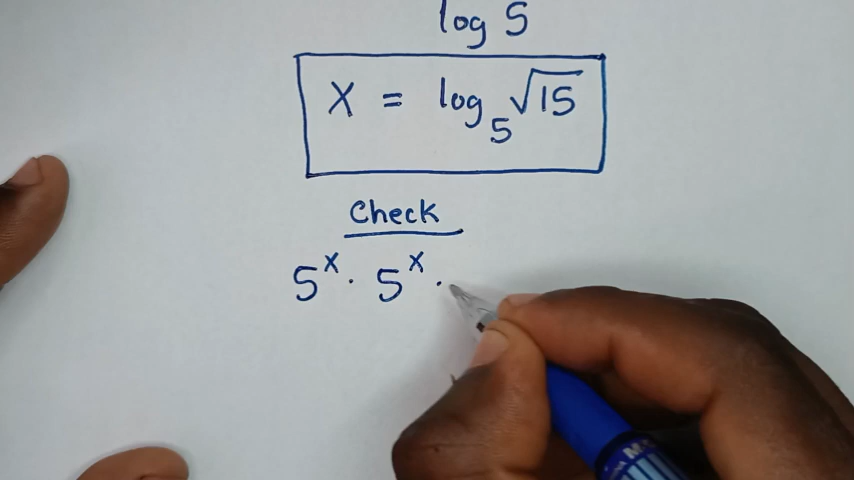 log 5
X = log₅ √15
Check
5ˣ · 5ˣ ·